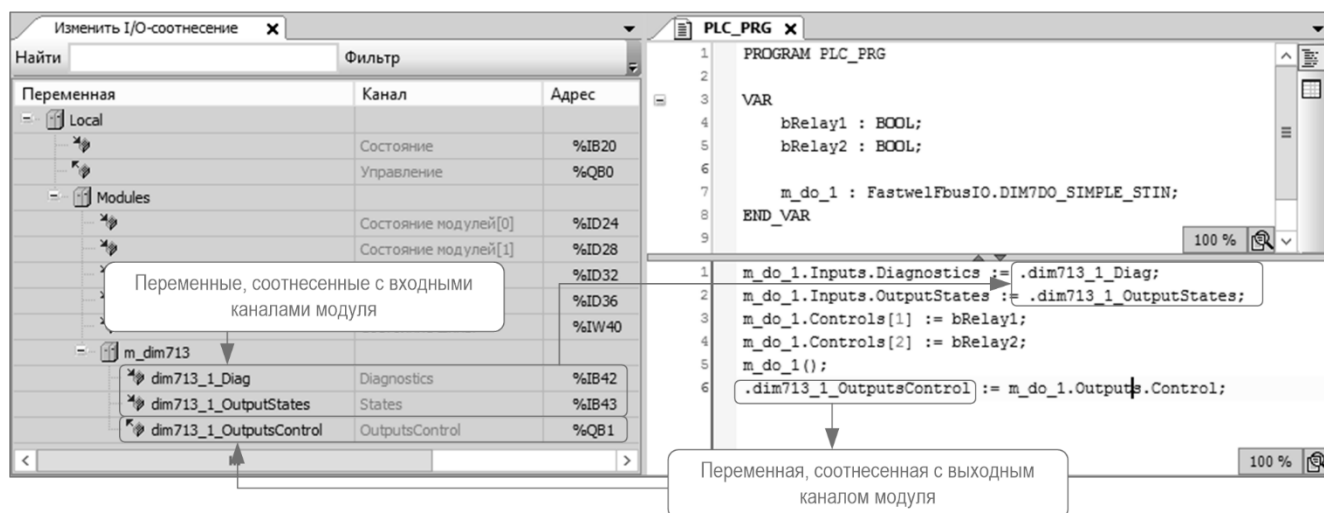 Изменить I/O-соотнесение
Найти
Фильтр
Переменная Канал Адрес
Local
Состояние %IB20
Управление %QB0
Modules
Состояние модулей[0] %ID24
Состояние модулей[1] %ID28
%ID32
%ID36
%IW40
Переменные, соотнесенные с входными
каналами модуля
m_dim713
dim713_1_Diag Diagnostics %IB42
dim713_1_OutputStates States %IB43
dim713_1_OutputsControl OutputsControl %QB1
PLC_PRG
1 PROGRAM PLC_PRG
2
3 VAR
4 bRelay1 : BOOL;
5 bRelay2 : BOOL;
6
7 m_do_1 : FastwelFbusIO.DIM7DO_SIMPLE_STIN;
8 END_VAR
9
100 %
1 m_do_1.Inputs.Diagnostics := .dim713_1_Diag;
2 m_do_1.Inputs.OutputStates := .dim713_1_OutputStates;
3 m_do_1.Controls[1] := bRelay1;
4 m_do_1.Controls[2] := bRelay2;
5 m_do_1();
6 .dim713_1_OutputsControl := m_do_1.Outputs.Control;
100 %
Переменная, соотнесенная с выходным
каналом модуля